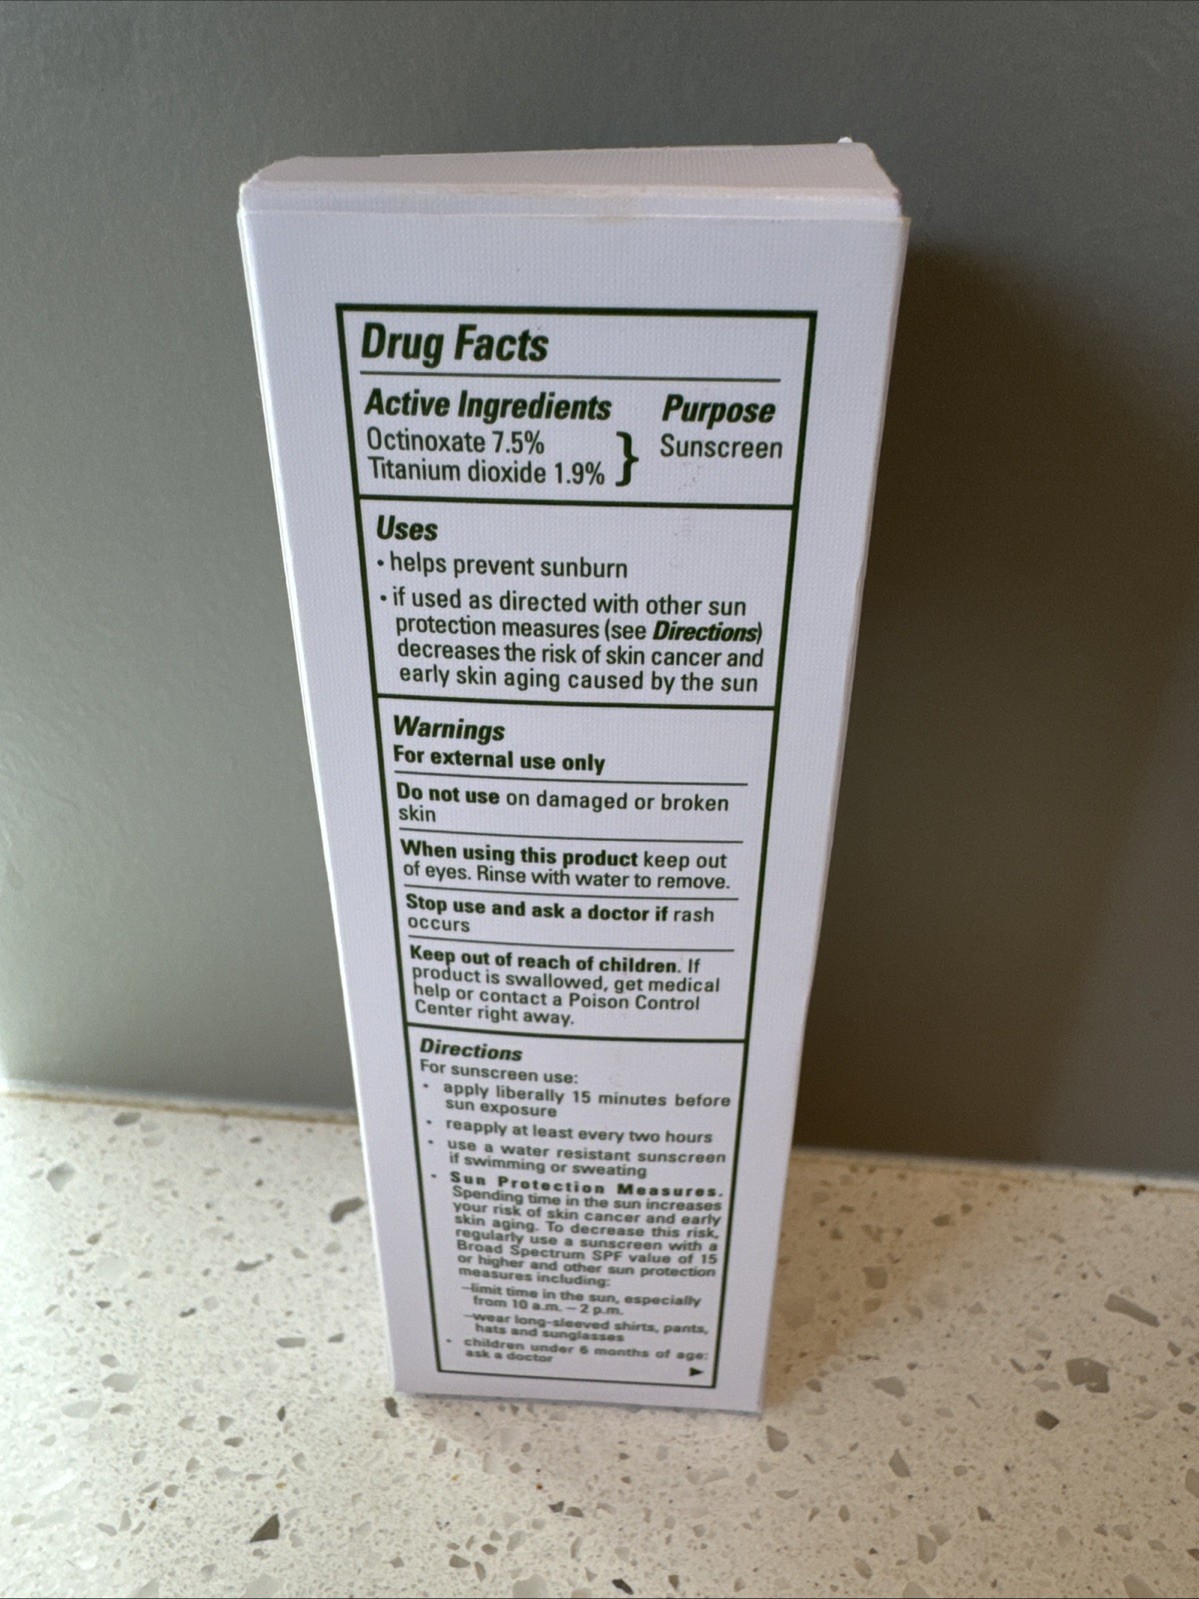 Drug Facts
Active Ingredients Purpose
Octinoxate 7.5% } Sunscreen
Titanium dioxide 1.9%
Uses
• helps prevent sunburn
• if used as directed with other sun
protection measures (see Directions)
decreases the risk of skin cancer and
early skin aging caused by the sun
Warnings
For external use only
Do not use on damaged or broken
skin
When using this product keep out
of eyes. Rinse with water to remove.
Stop use and ask a doctor if rash
occurs
Keep out of reach of children. If
product is swallowed, get medical
help or contact a Poison Control
Center right away.
Directions
For sunscreen use:
• apply liberally 15 minutes before
sun exposure
• reapply at least every two hours
• use a water resistant sunscreen
if swimming or sweating
• Sun Protection Measures.
Spending time in the sun increases
your risk of skin cancer and early
skin aging. To decrease this risk,
regularly use a sunscreen with a
Broad Spectrum SPF value of 15
or higher and other sun protection
measures including:
–limit time in the sun, especially
from 10 a.m. – 2 p.m.
–wear long-sleeved shirts, pants,
hats and sunglasses
• children under 6 months of age:
ask a doctor